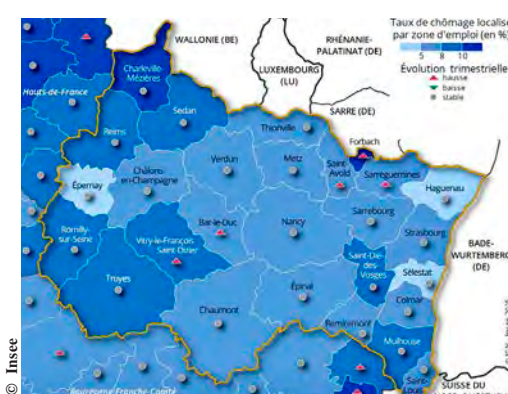 Taux de chômage localisé
par zone d'emploi (en %)
5 8 10
Évolution trimestrielle
hausse
baisse
stable
WALLONIE (BE)
RHÉNANIE-
PALATINAT (DE)
LUXEMBOURG
(LU)
SARRE (DE)
Charleville-
Mézières
Hauts-de-France
Sedan
Reims
Thionville
Forbach
Verdun
Metz
Saint-
Avold
Sarreguemines
Châlons-
en-Champagne
Épernay
Haguenau
Sarrebourg
Bar-le-Duc
Nancy
Strasbourg
Romilly-
sur-Seine
Vitry-le-François
Saint-Dizier
BADE-
WURTEMBERG
(DE)
Saint-Dié-
des-
Vosges
Sélestat
Troyes
Épinal
Colmar
Chaumont
Remiremont
Mulhouse
Saint-
Louis
Bourgogne-Franche-Comté
SUISSE DU
© Insee